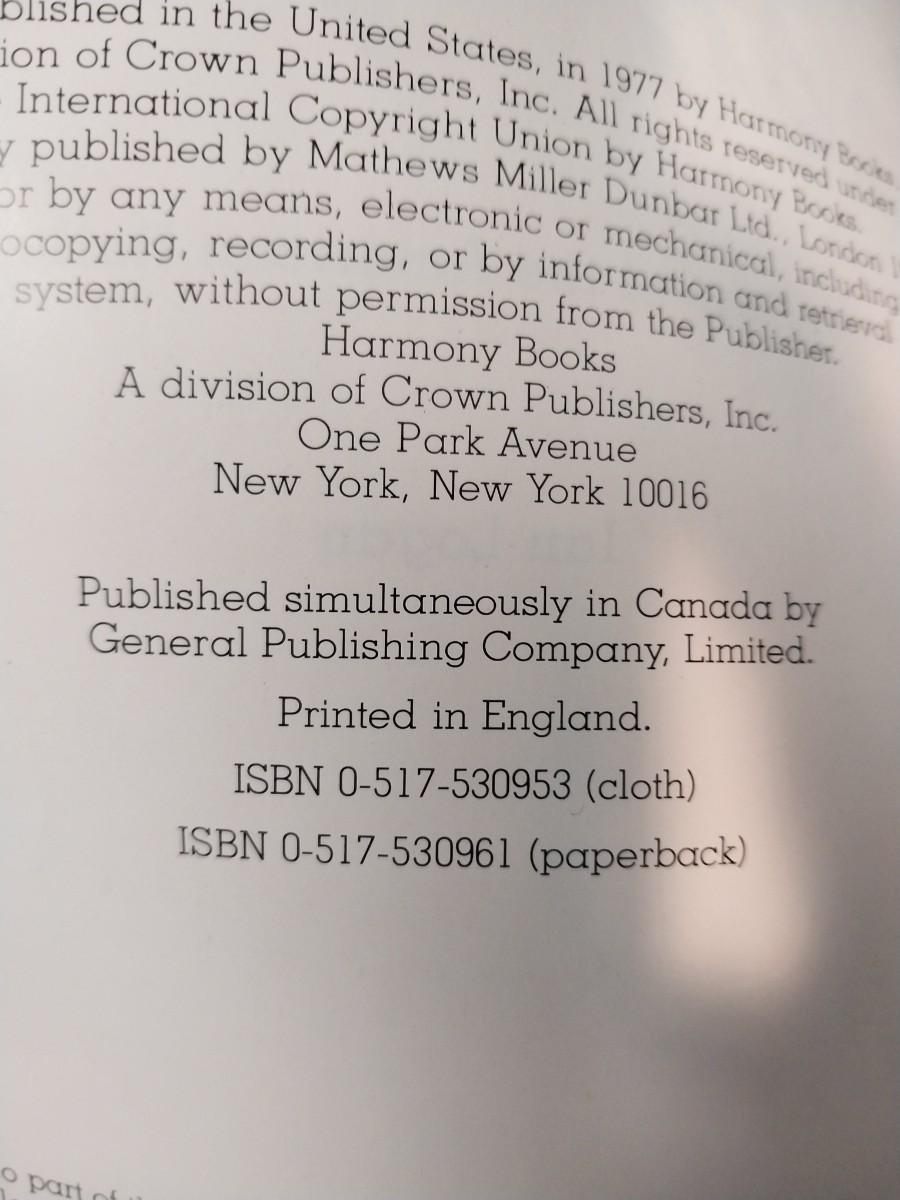 blished in the United States, in 1977 by Harmony Books,
ion of Crown Publishers, Inc. All rights reserved under
International Copyright Union by Harmony Books.
y published by Mathews Miller Dunbar Ltd., London 1
or by any means, electronic or mechanical, including
ocopying, recording, or by information and retrieval
system, without permission from the Publisher.
Harmony Books
A division of Crown Publishers, Inc.
One Park Avenue
New York, New York 10016
Published simultaneously in Canada by
General Publishing Company, Limited.
Printed in England.
ISBN 0-517-530953 (cloth)
ISBN 0-517-530961 (paperback)
o part of